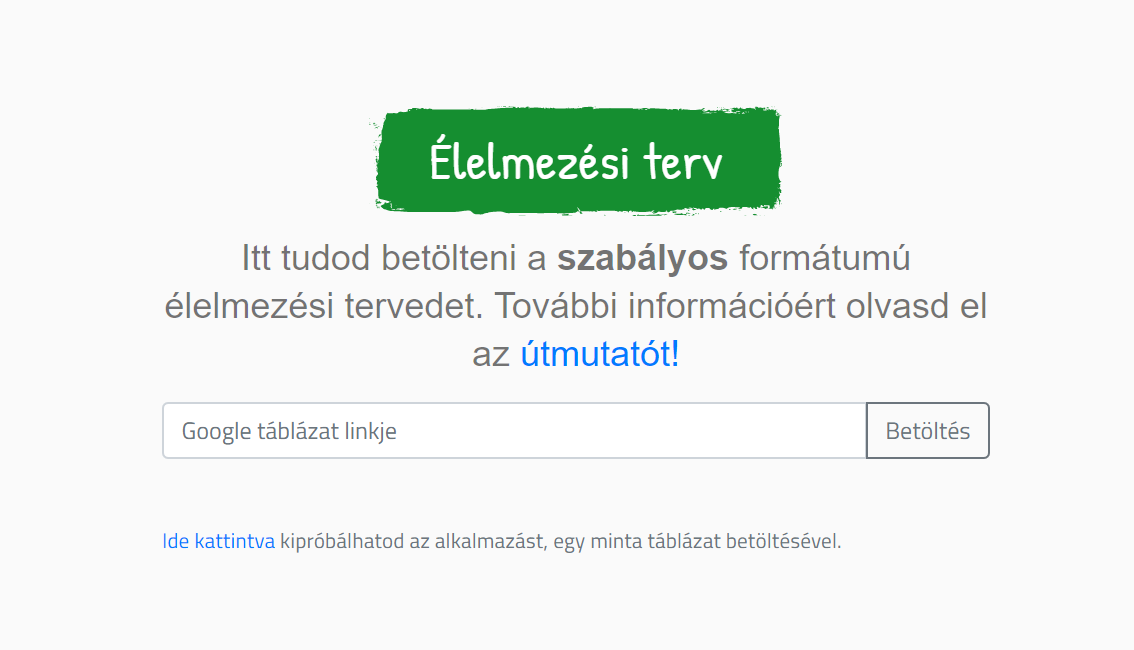 Élelmezési terv
Itt tudod betölteni a szabályos formátumú
élelmezési tervedet. További információért olvasd el
az útmutatót!
Google táblázat linkje
Betöltés
Ide kattintva kipróbálhatod az alkalmazást, egy minta táblázat betöltésével.